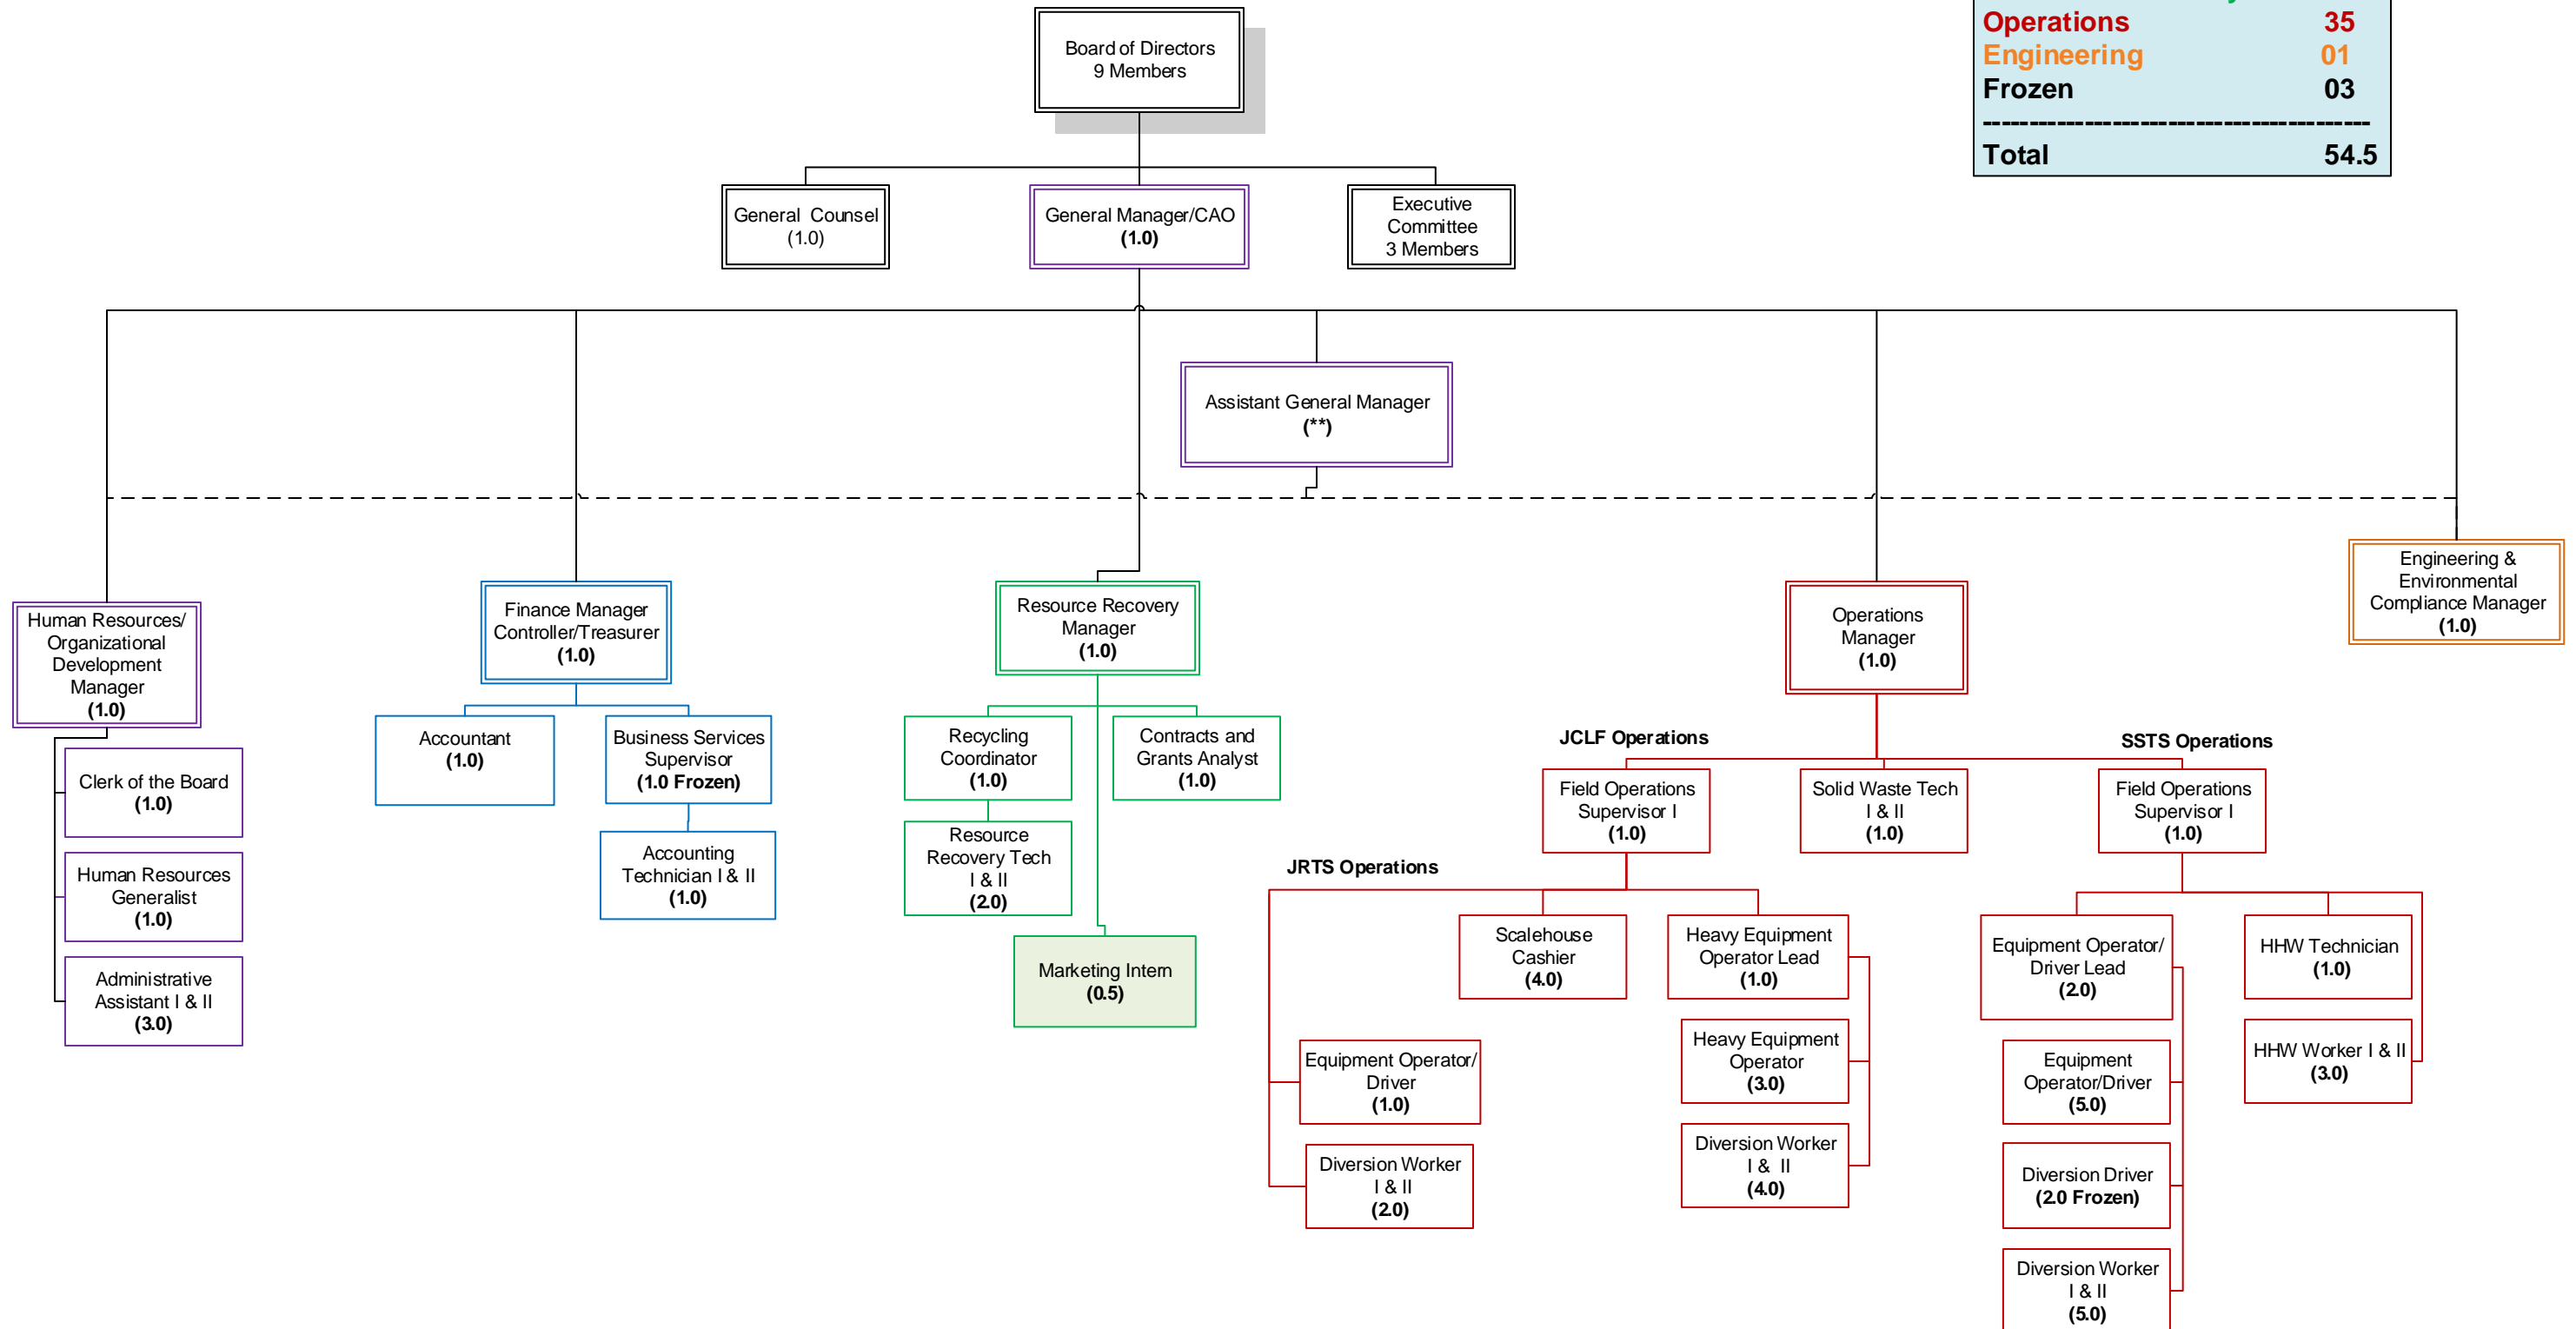 Operations 35
Engineering 01
Frozen 03
------------------------------------------
Total 54.5
Board of Directors
9 Members
General Counsel
(1.0)
General Manager/CAO
(1.0)
Executive
Committee
3 Members
Assistant General Manager
(**)
Human Resources/
Organizational
Development
Manager
(1.0)
Clerk of the Board
(1.0)
Human Resources
Generalist
(1.0)
Administrative
Assistant I & II
(3.0)
Finance Manager
Controller/Treasurer
(1.0)
Accountant
(1.0)
Business Services
Supervisor
(1.0 Frozen)
Accounting
Technician I & II
(1.0)
Resource Recovery
Manager
(1.0)
Recycling
Coordinator
(1.0)
Contracts and
Grants Analyst
(1.0)
Resource
Recovery Tech
I & II
(2.0)
Marketing Intern
(0.5)
Operations
Manager
(1.0)
Engineering &
Environmental
Compliance Manager
(1.0)
JCLF Operations
SSTS Operations
Field Operations
Supervisor I
(1.0)
Solid Waste Tech
I & II
(1.0)
Field Operations
Supervisor I
(1.0)
JRTS Operations
Equipment Operator/
Driver
(1.0)
Diversion Worker
I & II
(2.0)
Scalehouse
Cashier
(4.0)
Heavy Equipment
Operator Lead
(1.0)
Heavy Equipment
Operator
(3.0)
Diversion Worker
I & II
(4.0)
Equipment Operator/
Driver Lead
(2.0)
Equipment
Operator/Driver
(5.0)
Diversion Driver
(2.0 Frozen)
Diversion Worker
I & II
(5.0)
HHW Technician
(1.0)
HHW Worker I & II
(3.0)